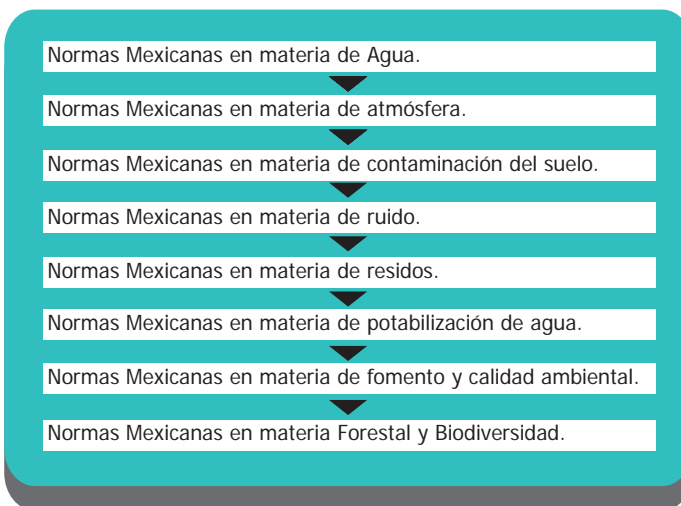 Normas Mexicanas en materia de Agua.
Normas Mexicanas en materia de atmósfera.
Normas Mexicanas en materia de contaminación del suelo.
Normas Mexicanas en materia de ruido.
Normas Mexicanas en materia de residos.
Normas Mexicanas en materia de potabilización de agua.
Normas Mexicanas en materia de fomento y calidad ambiental.
Normas Mexicanas en materia Forestal y Biodiversidad.